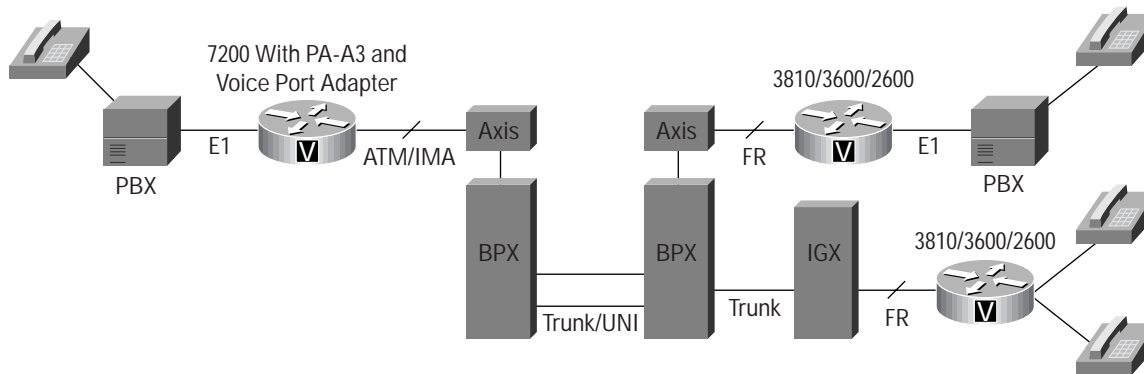 7200 With PA-A3 and
Voice Port Adapter
3810/3600/2600
Axis
Axis
E1
V
ATM/IMA
FR
V
E1
PBX
PBX
BPX
BPX
IGX
3810/3600/2600
Trunk/UNI
Trunk
FR
V